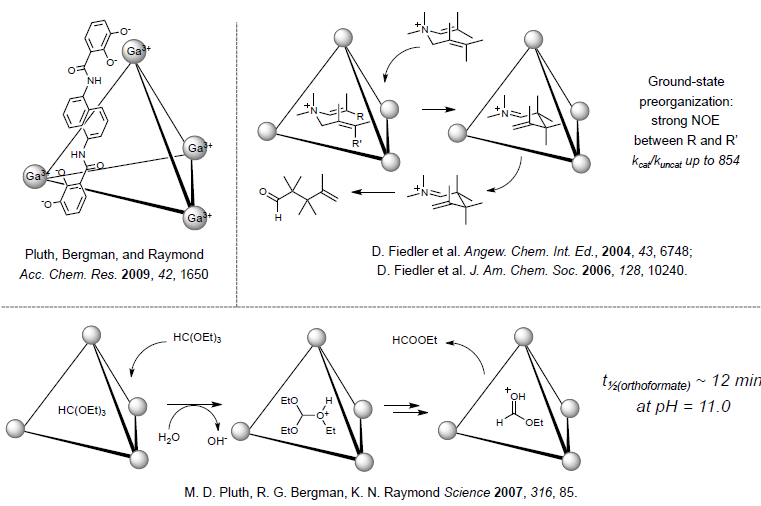 O-
O-
Ga3+
O
NH
HN
O
Ga3+
Ga3+
-O
-O
Ga3+
Pluth, Bergman, and Raymond
Acc. Chem. Res. 2009, 42, 1650
+
N
+
N
R
R'
+
N
O
H
+
N
Ground-state
preorganization:
strong NOE
between R and R'
kcat/kuncat up to 854
D. Fiedler et al. Angew. Chem. Int. Ed., 2004, 43, 6748;
D. Fiedler et al. J. Am. Chem. Soc. 2006, 128, 10240.
HC(OEt)3
HC(OEt)3
H2O
OH-
EtO
H
O+
EtO
Et
HCOOEt
+
OH
H
OEt
t½(orthoformate) ~ 12 min
at pH = 11.0
M. D. Pluth, R. G. Bergman, K. N. Raymond Science 2007, 316, 85.